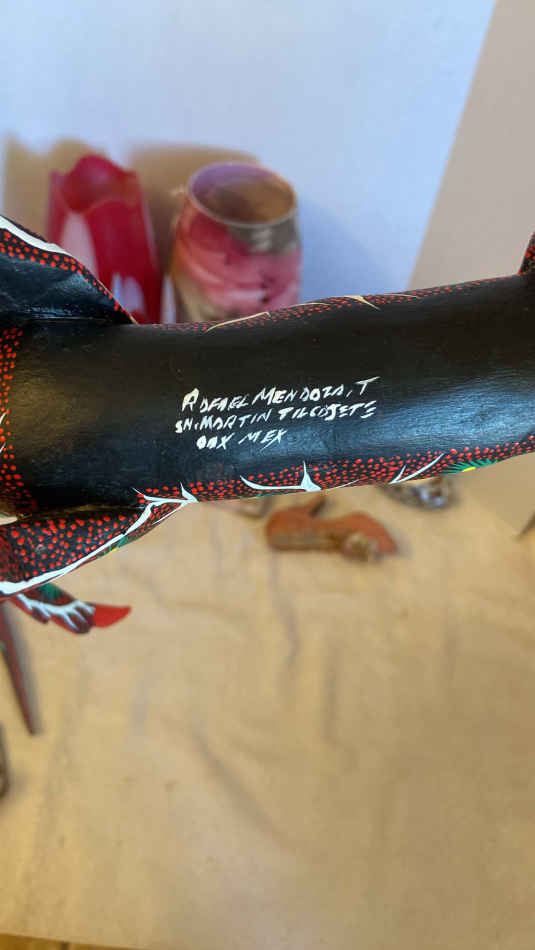 RAFAEL MENDOZA, T
SN. MARTIN TILCAJETE
OAX MEX